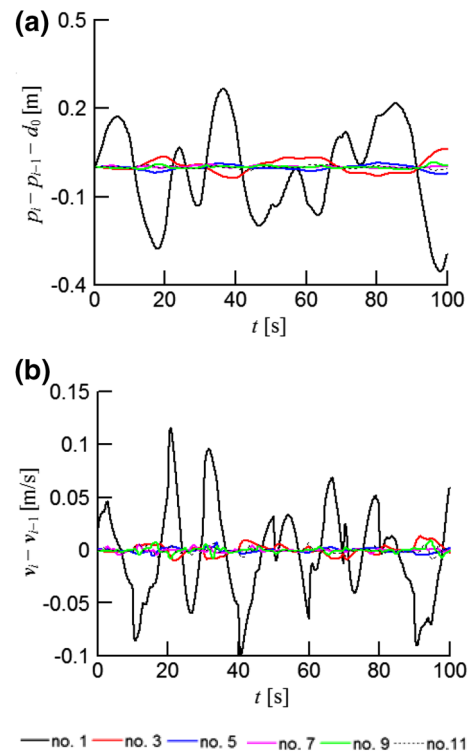 (a)
0.5
0.2
-0.1
-0.4
pᵢ − pᵢ₋₁ − d₀ [m]
0 20 40 60 80 100
t [s]
(b)
0.15
0.1
0.05
0
-0.05
-0.1
vᵢ − vᵢ₋₁ [m/s]
0 20 40 60 80 100
t [s]
no. 1 no. 3 no. 5 no. 7 no. 9 no.11